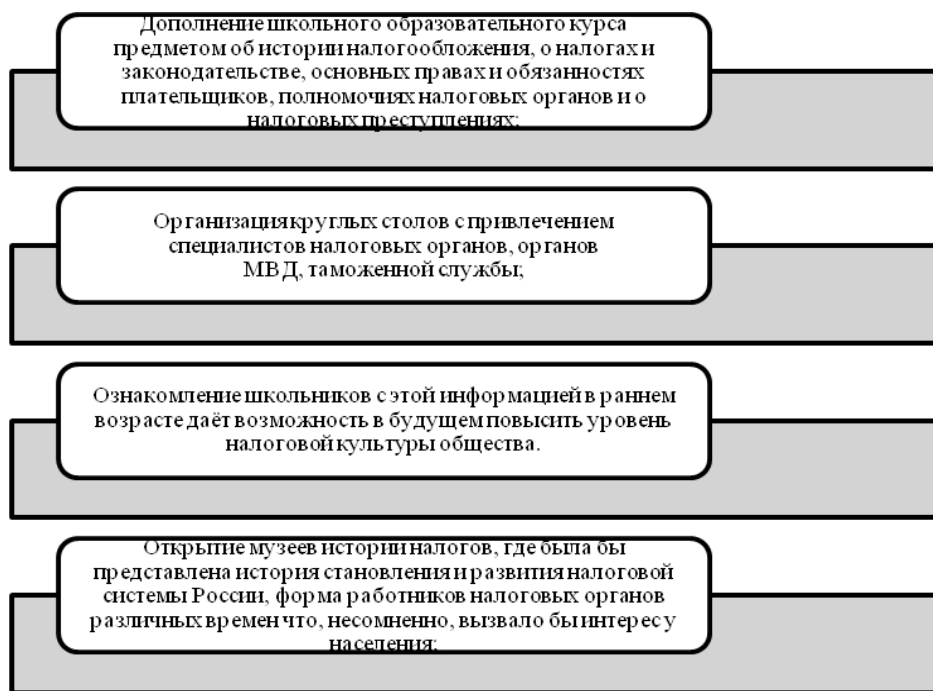 Дополнение школьного образовательного курса
предметом об истории налогообложения, о налогах и
законодательстве, основных правах и обязанностях
плательщиков, полномочиях налоговых органов и о
налоговых преступлениях;
Организация круглых столов с привлечением
специалистов налоговых органов, органов
МВД, таможенной службы;
Ознакомление школьников с этой информацией в раннем
возрасте даёт возможность в будущем повысить уровень
налоговой культуры общества.
Открытие музеев истории налогов, где была бы
представлена история становления и развития налоговой
системы России, форма работников налоговых органов
различных времен что, несомненно, вызвало бы интерес у
населения;